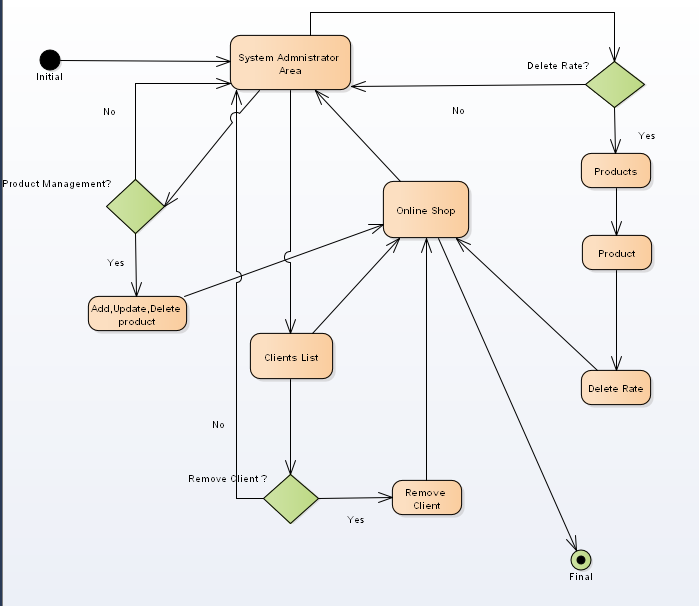 Initial
System Admnistrator
Area
Delete Rate?
No
No
Yes
Product Management?
Products
Online Shop
Product
Yes
Add,Update,Delete
product
Clients List
Delete Rate
No
Remove Client ?
Remove
Client
Yes
Final